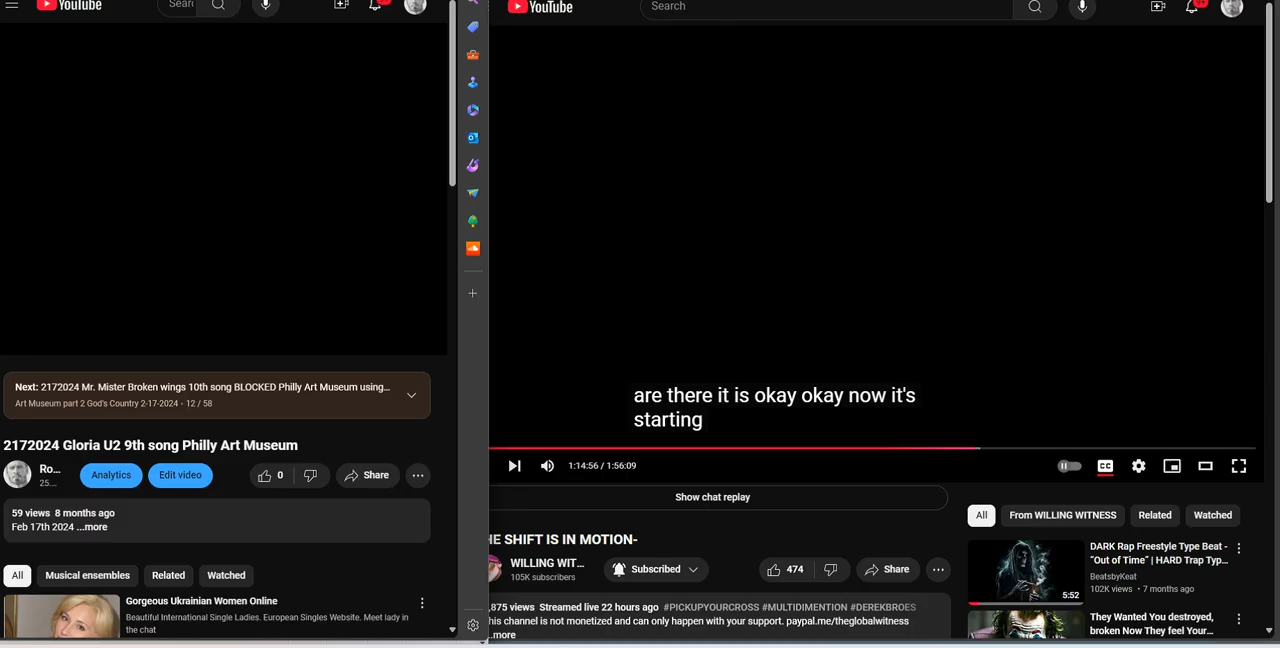 YouTube
Sear
Next: 2172024 Mr. Mister Broken wings 10th song BLOCKED Philly Art Museum using...
Art Museum part 2 God's Country 2-17-2024 - 12 / 58
2172024 Gloria U2 9th song Philly Art Museum
Ro...
25....
Analytics
Edit video
0
Share
59 views 8 months ago
Feb 17th 2024 ...more
All
Musical ensembles
Related
Watched
Gorgeous Ukrainian Women Online
Beautiful International Single Ladies. European Singles Website. Meet lady in
the chat
YouTube
Search
9+
are there it is okay okay now it's
starting
1:14:56 / 1:56:09
CC
Show chat replay
HE SHIFT IS IN MOTION-
WILLING WIT...
105K subscribers
Subscribed
474
Share
,875 views Streamed live 22 hours ago #PICKUPYOURCROSS #MULTIDIMENTION #DEREKBROES
his channel is not monetized and can only happen with your support. paypal.me/theglobalwitness
...more
All
From WILLING WITNESS
Related
Watched
DARK Rap Freestyle Type Beat -
"Out of Time" | HARD Trap Typ...
BeatsbyKeat
102K views • 7 months ago
5:52
They Wanted You destroyed,
broken Now They feel Your...